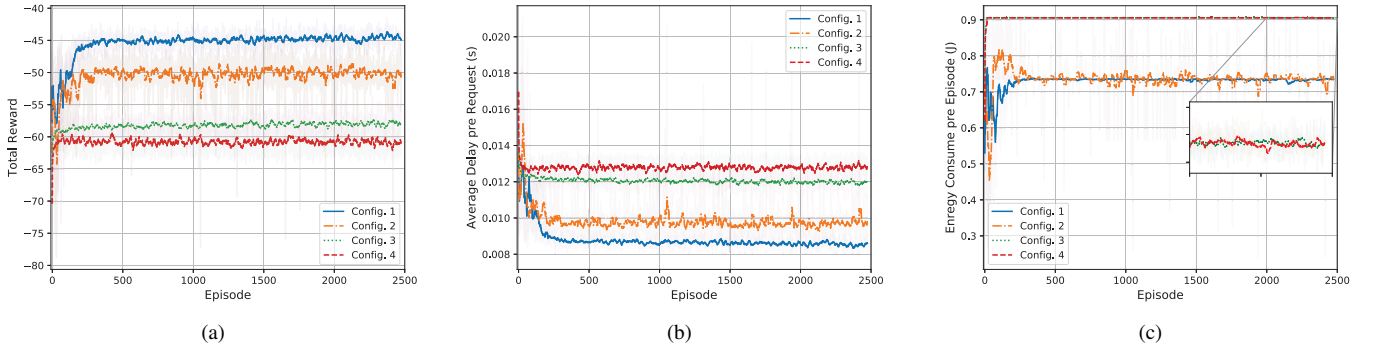 −40
−45
−50
−55
−60
−65
−70
−75
−80
Total Reward
0 500 1000 1500 2000 2500
Episode
Config. 1
Config. 2
Config. 3
Config. 4
(a)
0.020
0.018
0.016
0.014
0.012
0.010
0.008
Average Delay pre Request (s)
0 500 1000 1500 2000 2500
Episode
Config. 1
Config. 2
Config. 3
Config. 4
(b)
0.9
0.8
0.7
0.6
0.5
0.4
0.3
Enregy Consume pre Episode (J)
0 500 1000 1500 2000 2500
Episode
Config. 1
Config. 2
Config. 3
Config. 4
(c)